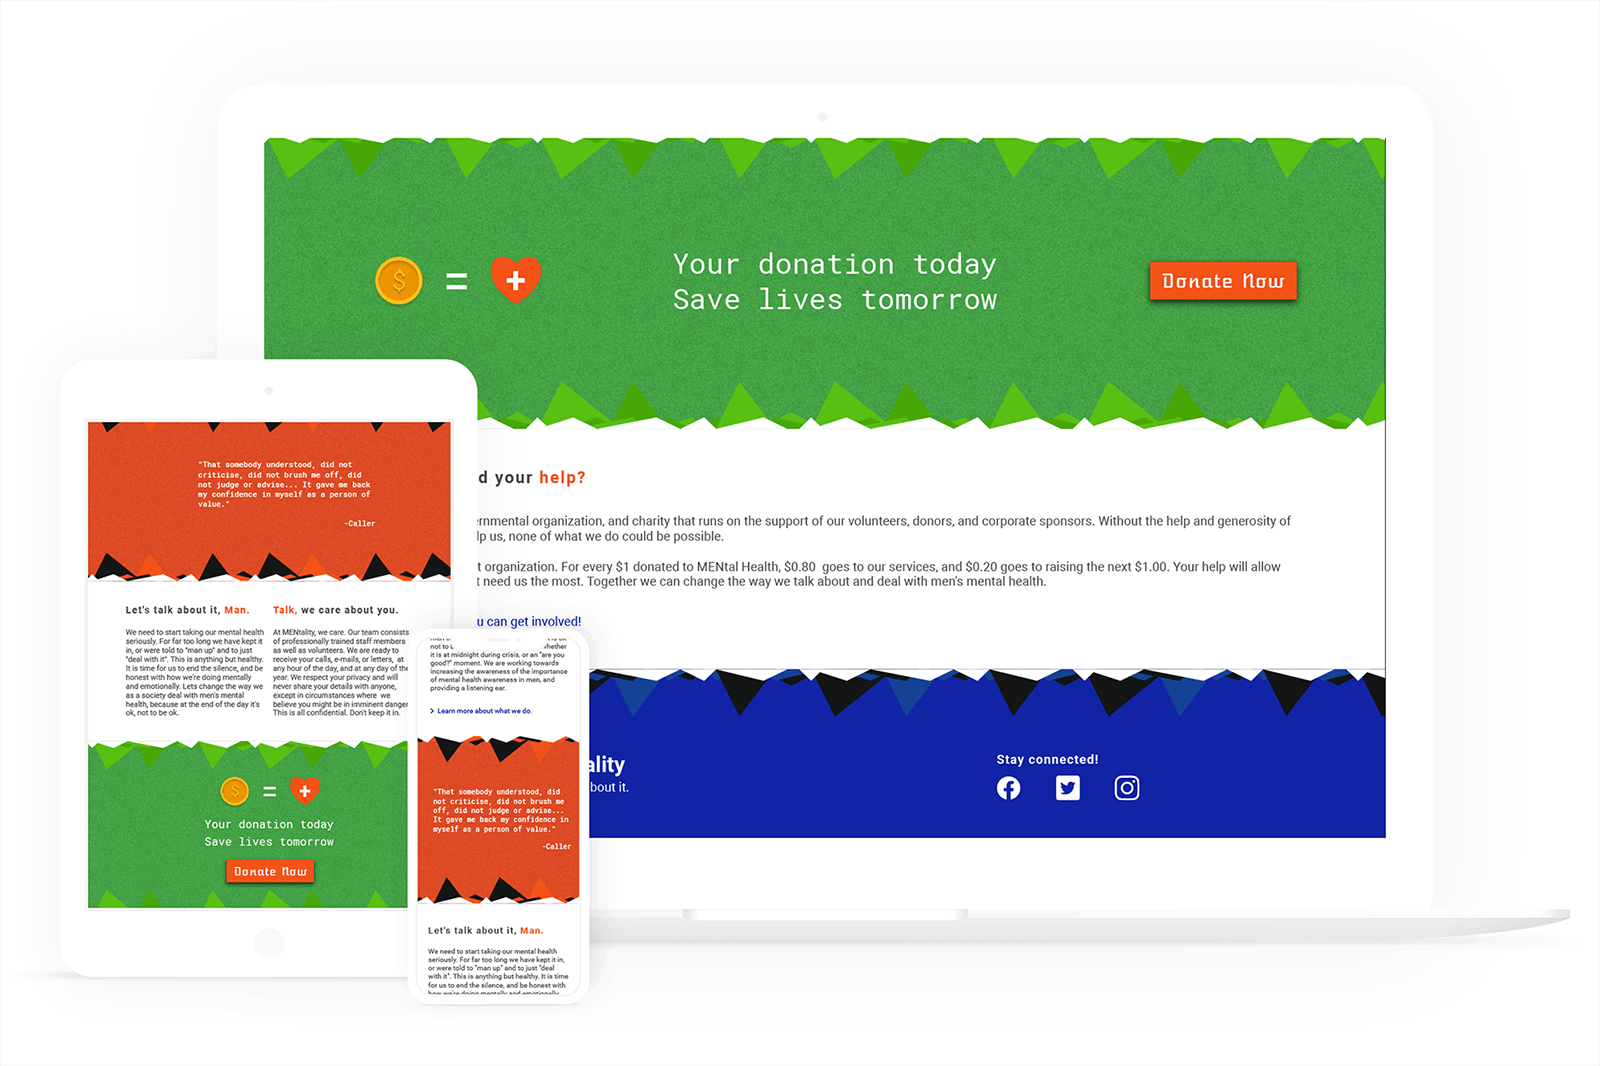 Your donation today
Save lives tomorrow
Donate Now
d your help?
ernmental organization, and charity that runs on the support of our volunteers, donors, and corporate sponsors. Without the help and generosity of
lp us, none of what we do could be possible.
t organization. For every $1 donated to MENtal Health, $0.80 goes to our services, and $0.20 goes to raising the next $1.00. Your help will allow
t need us the most. Together we can change the way we talk about and deal with men's mental health.
u can get involved!
ality
bout it.
Stay connected!
"That somebody understood, did not
criticise, did not brush me off, did
not judge or advise... It gave me back
my confidence in myself as a person of
value."
-Caller
Let's talk about it, Man.
We need to start taking our mental health
seriously. For far too long we have kept it
in, or were told to "man up" and to just
"deal with it". This is anything but healthy.
It is time for us to end the silence, and be
honest with how we're doing mentally
and emotionally. Lets change the way we
as a society deal with men's mental
health, because at the end of the day it's
ok, not to be ok.
Talk, we care about you.
At MENtality, we care. Our team consists
of professionally trained staff members
as well as volunteers. We are ready to
receive your calls, e-mails, or letters, at
any hour of the day, and at any day of the
year. We respect your privacy and will
never share your details with anyone,
except in circumstances where we
believe you might be in imminent danger
This is all confidential. Don't keep it in.
$ = +
Your donation today
Save lives tomorrow
Donate Now
not to b whether
it is at midnight during crisis, or an "are you
good?" moment. We are working towards
increasing the awareness of the importance
of mental health awareness in men, and
providing a listening ear.
Learn more about what we do.
"That somebody understood, did
not criticise, did not brush me
off, did not judge or advise...
It gave me back my confidence in
myself as a person of value."
-Caller
Let's talk about it, Man.
We need to start taking our mental health
seriously. For far too long we have kept it in,
or were told to "man up" and to just "deal
with it". This is anything but healthy. It is time
for us to end the silence, and be honest with
how we're doing mentally and emotionally.